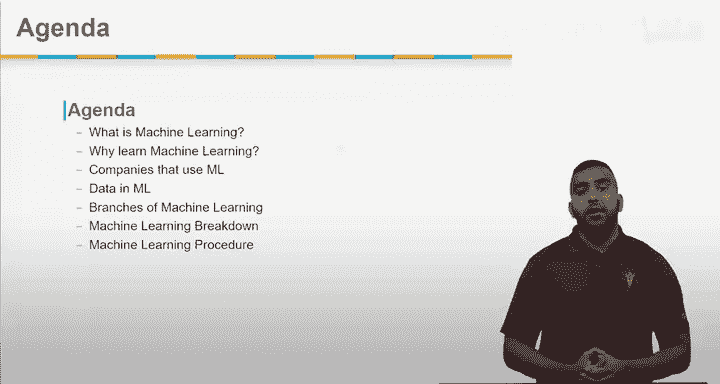 Agenda
Agenda
– What is Machine Learning?
– Why learn Machine Learning?
– Companies that use ML
– Data in ML
– Branches of Machine Learning
– Machine Learning Breakdown
– Machine Learning Procedure